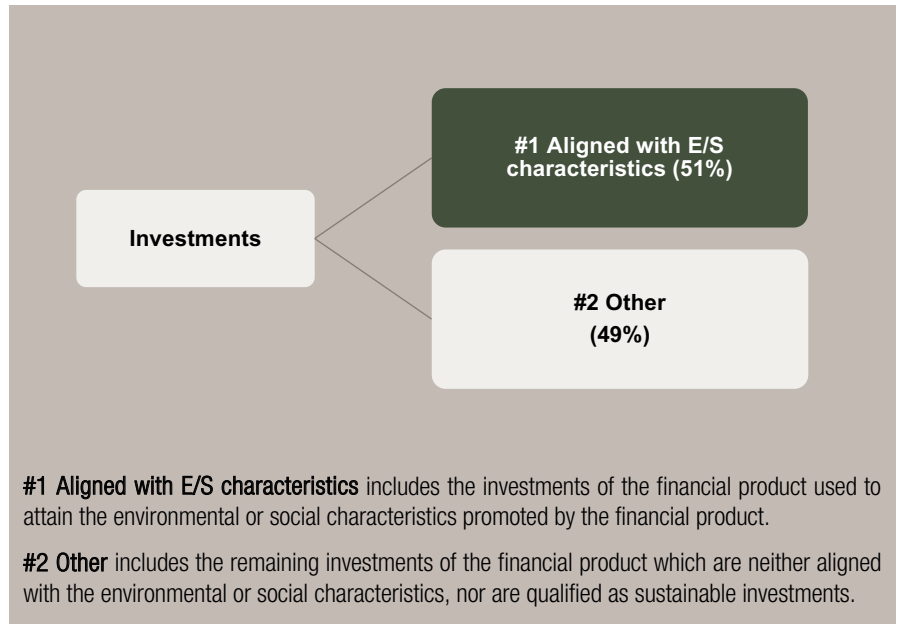 #1 Aligned with E/S
characteristics (51%)
Investments
#2 Other
(49%)
#1 Aligned with E/S characteristics includes the investments of the financial product used to
attain the environmental or social characteristics promoted by the financial product.
#2 Other includes the remaining investments of the financial product which are neither aligned
with the environmental or social characteristics, nor are qualified as sustainable investments.